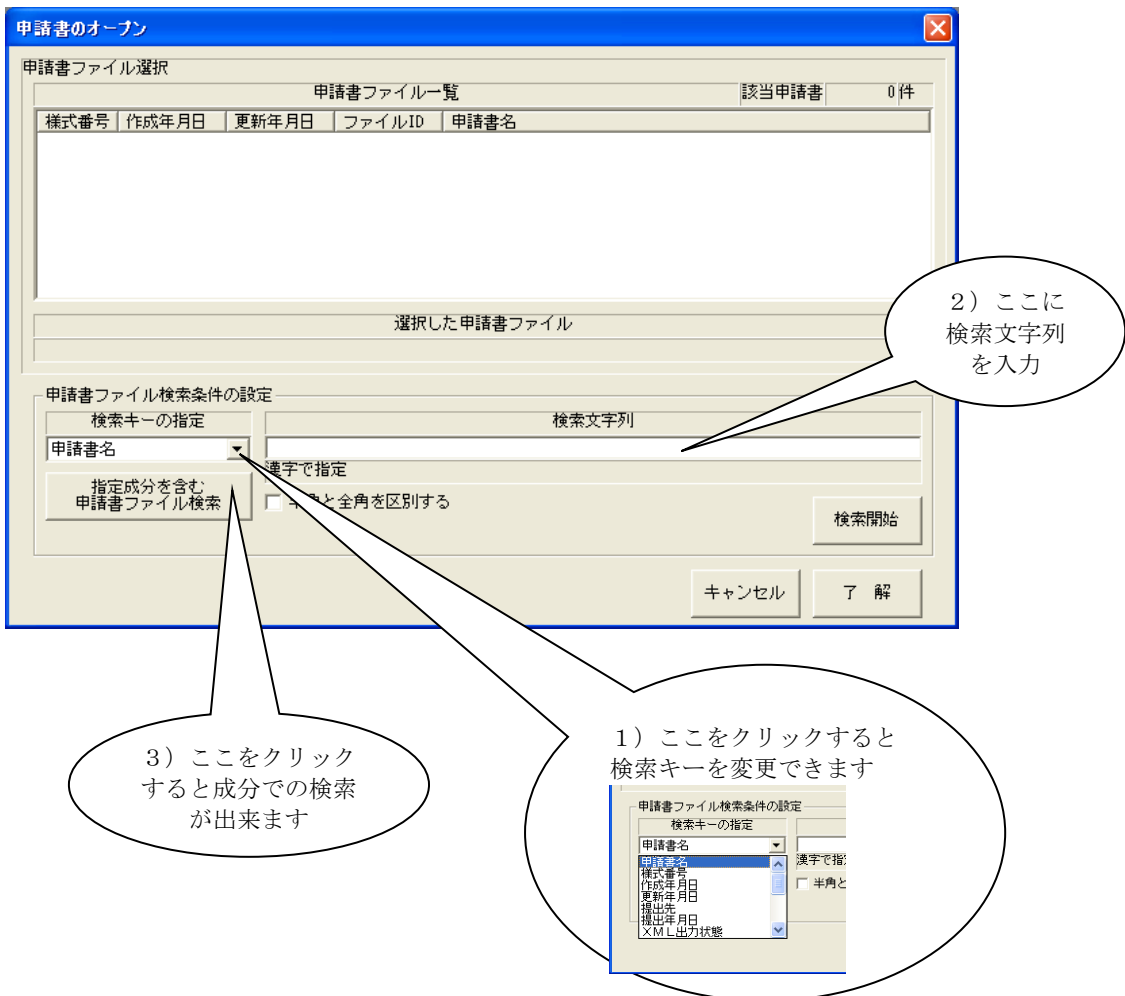 申請書のオープン
申請書ファイル選択
申請書ファイル一覧 該当申請書 0件
様式番号 作成年月日 更新年月日 ファイルID 申請書名
選択した申請書ファイル
2）ここに
検索文字列
を入力
申請書ファイル検索条件の設定
検索キーの指定 検索文字列
申請書名
漢字で指定
指定成分を含む
申請書ファイル検索
半角と全角を区別する
検索開始
キャンセル 了　解
3）ここをクリック
すると成分での検索
が出来ます
1）ここをクリックすると
検索キーを変更できます
申請書ファイル検索条件の設定
検索キーの指定
申請書名
漢字で指
申請書名
様式番号
半角と
作成年月日
更新年月日
提出先
提出年月日
ＸＭＬ出力状態